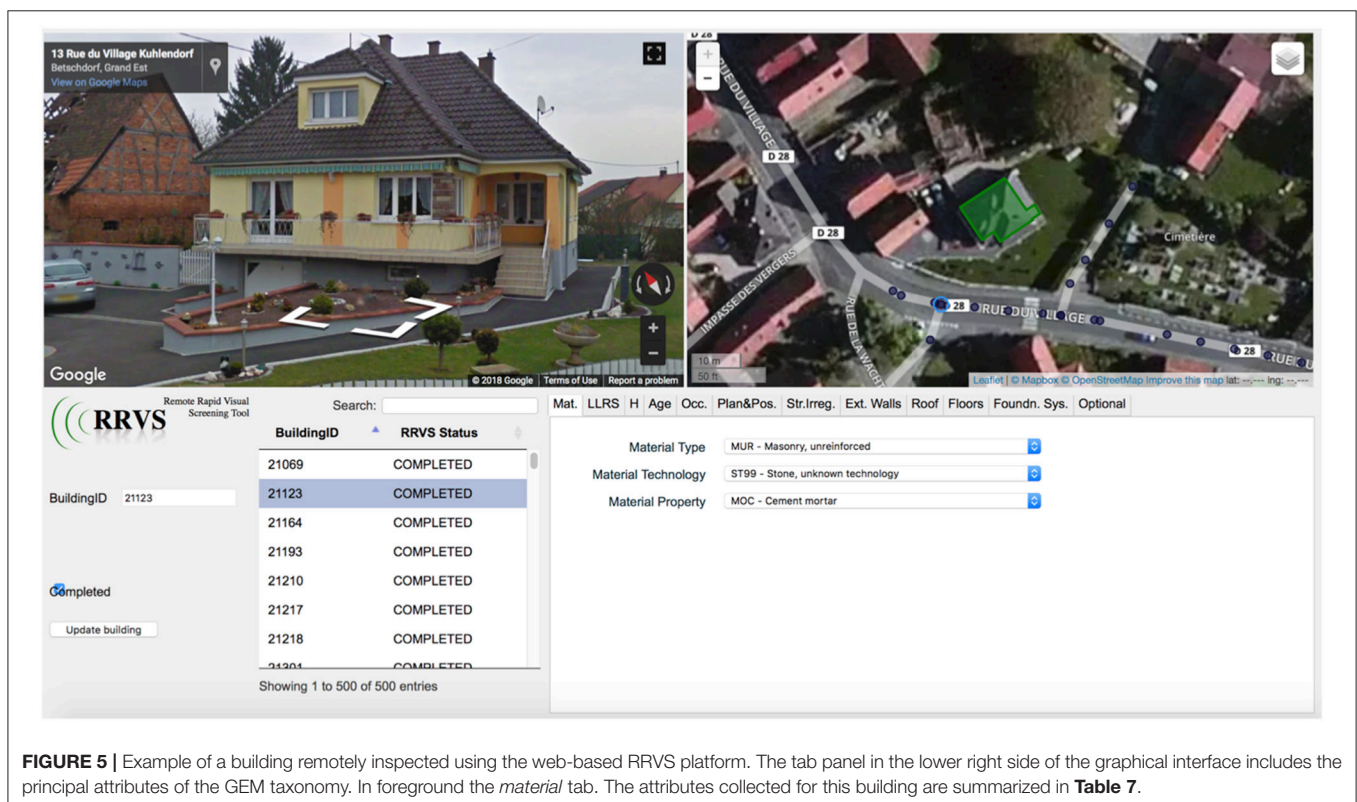 13 Rue du Village Kuhlendorf
Betschdorf, Grand Est
View on Google Maps
Google
© 2018 Google Terms of Use Report a problem
+
−
D 28
RUE DU VILLAGE
D 28
D 28
IMPASSE DES VERGERS
RUE DE LA WACHT
28 RUE DU VILLAGE
Cimetière
D 28
RUE DU
10 m
50 ft
Leaflet | © Mapbox © OpenStreetMap Improve this map lat: --,--- lng: --,---
+
−
RRVS
Remote Rapid Visual
Screening Tool
BuildingID 21123
Completed
Update building
Search:
BuildingID RRVS Status
21069 COMPLETED
21123 COMPLETED
21164 COMPLETED
21193 COMPLETED
21210 COMPLETED
21217 COMPLETED
21218 COMPLETED
21301 COMPLETED
Showing 1 to 500 of 500 entries
Mat. LLRS H Age Occ. Plan&Pos. Str.Irreg. Ext. Walls Roof Floors Foundn. Sys. Optional
Material Type MUR - Masonry, unreinforced
Material Technology ST99 - Stone, unknown technology
Material Property MOC - Cement mortar
FIGURE 5 | Example of a building remotely inspected using the web-based RRVS platform. The tab panel in the lower right side of the graphical interface includes the
principal attributes of the GEM taxonomy. In foreground the material tab. The attributes collected for this building are summarized in Table 7.